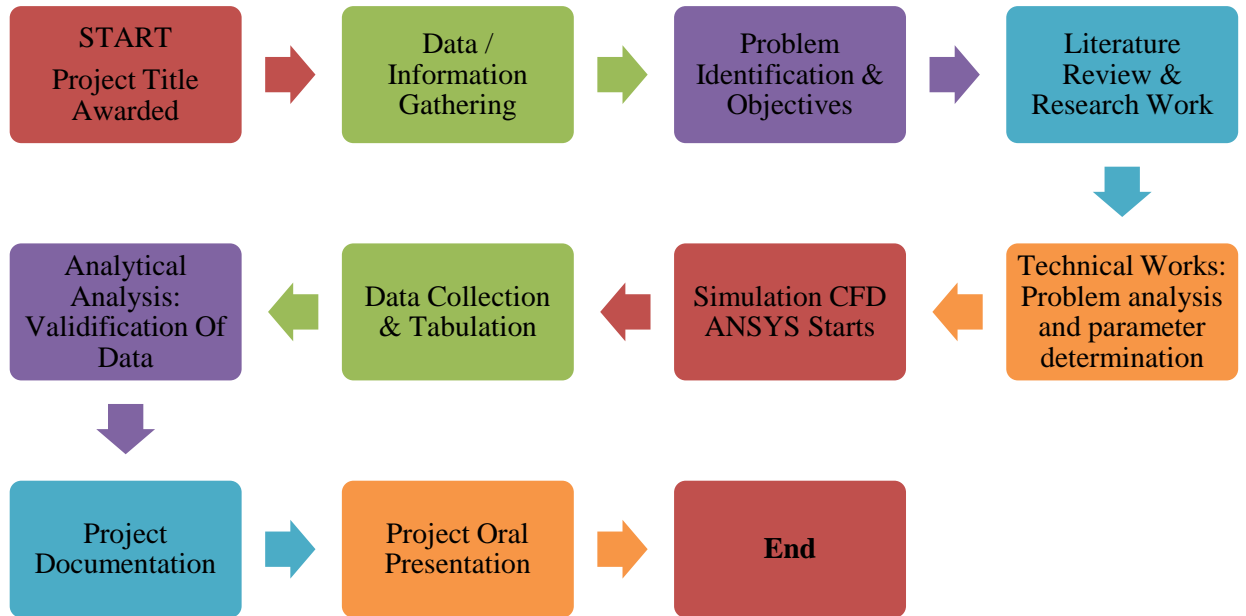 START
Project Title
Awarded
Data /
Information
Gathering
Problem
Identification &
Objectives
Literature
Review &
Research Work
Technical Works:
Problem analysis
and parameter
determination
Simulation CFD
ANSYS Starts
Data Collection
& Tabulation
Analytical
Analysis:
Validification Of
Data
Project
Documentation
Project Oral
Presentation
End